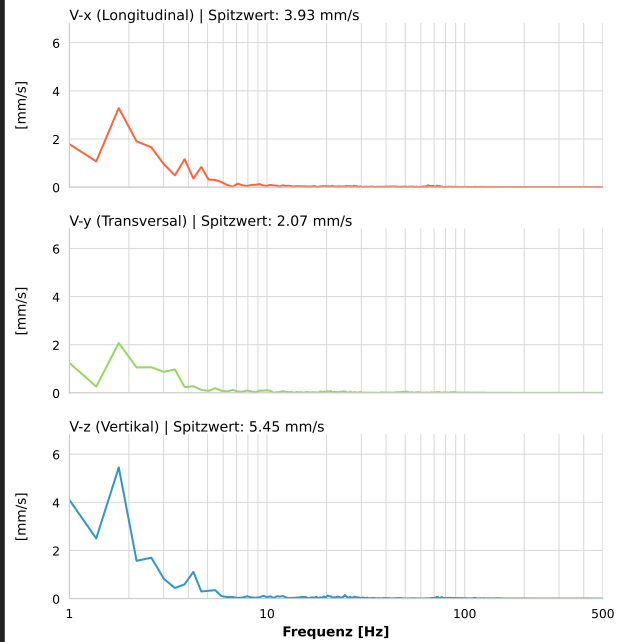 V-x (Longitudinal) | Spitzwert: 3.93 mm/s
6
4
2
0
[mm/s]
V-y (Transversal) | Spitzwert: 2.07 mm/s
6
4
2
0
[mm/s]
V-z (Vertikal) | Spitzwert: 5.45 mm/s
6
4
2
0
[mm/s]
1 10 100 500
Frequenz [Hz]